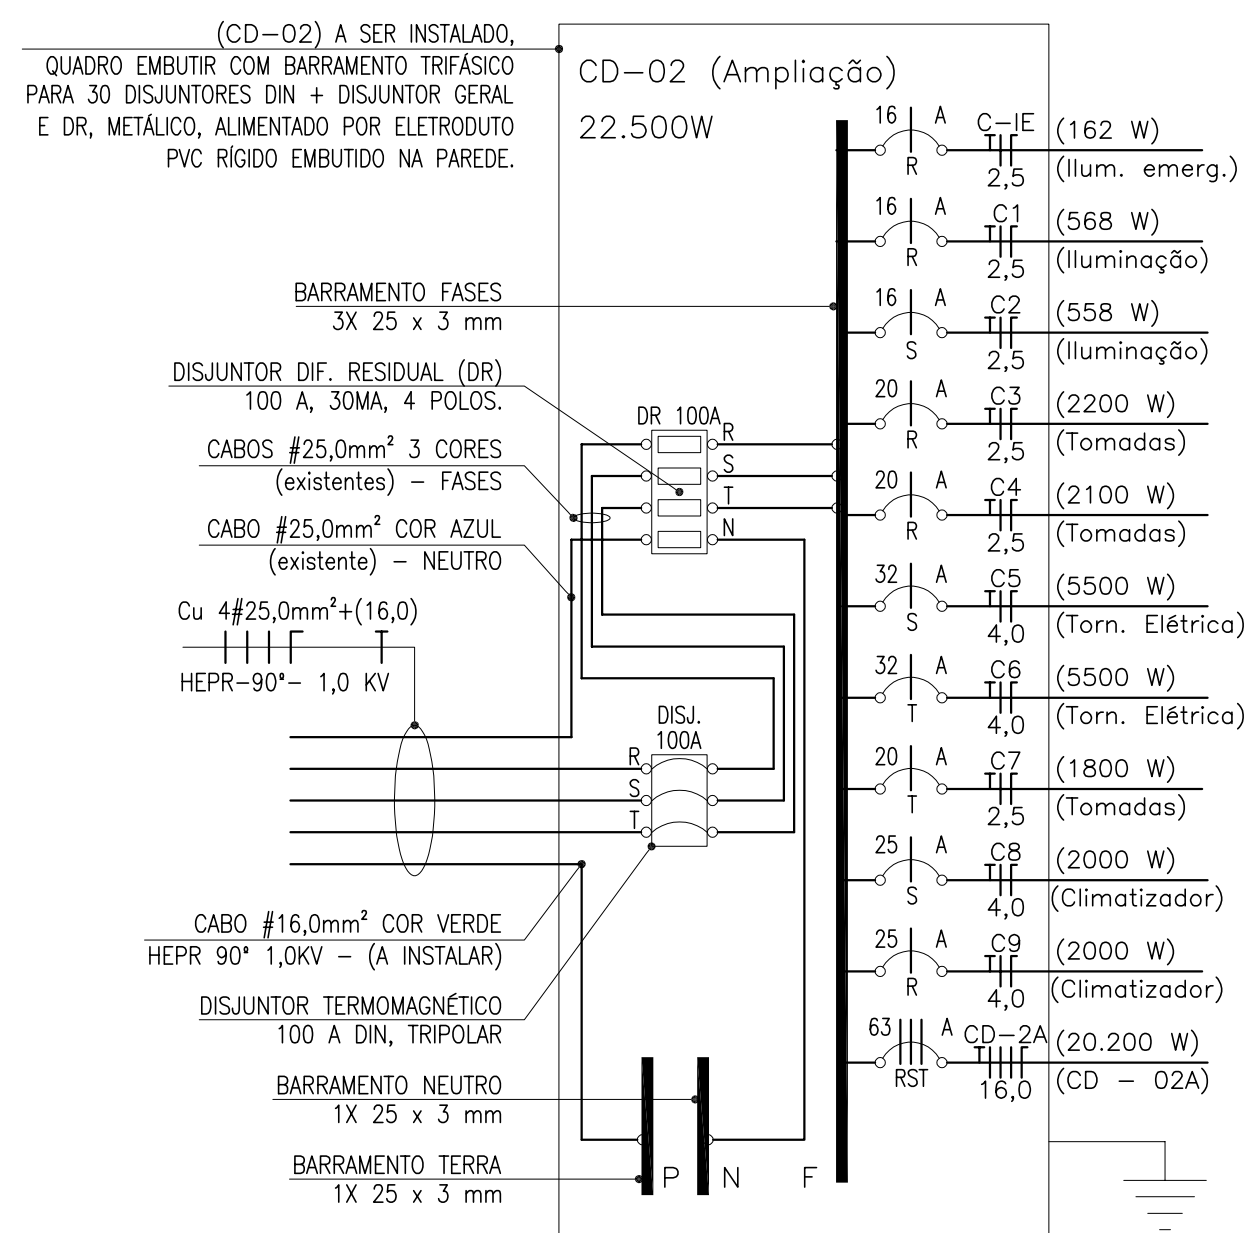 (CD-02) A SER INSTALADO,
QUADRO EMBUTIR COM BARRAMENTO TRIFÁSICO
PARA 30 DISJUNTORES DIN + DISJUNTOR GERAL
E DR, METÁLICO, ALIMENTADO POR ELETRODUTO
PVC RÍGIDO EMBUTIDO NA PAREDE.
CD-02 (Ampliação)
22.500W
BARRAMENTO FASES
3X 25 x 3 mm
DISJUNTOR DIF. RESIDUAL (DR)
100 A, 30MA, 4 POLOS.
CABOS #25,0mm² 3 CORES
(existentes) - FASES
CABO #25,0mm² COR AZUL
(existente) - NEUTRO
Cu 4#25,0mm²+(16,0)
HEPR-90°- 1,0 KV
DR 100A
R
S
T
N
DISJ.
100A
R
S
T
CABO #16,0mm² COR VERDE
HEPR 90° 1,0KV - (A INSTALAR)
DISJUNTOR TERMOMAGNÉTICO
100 A DIN, TRIPOLAR
BARRAMENTO NEUTRO
1X 25 x 3 mm
BARRAMENTO TERRA
1X 25 x 3 mm
P N F
16 A C-IE (162 W)
R 2,5 (Ilum. emerg.)
16 A C1 (568 W)
R 2,5 (Iluminação)
16 A C2 (558 W)
S 2,5 (Iluminação)
20 A C3 (2200 W)
R 2,5 (Tomadas)
20 A C4 (2100 W)
R 2,5 (Tomadas)
32 A C5 (5500 W)
S 4,0 (Torn. Elétrica)
32 A C6 (5500 W)
T 4,0 (Torn. Elétrica)
20 A C7 (1800 W)
T 2,5 (Tomadas)
25 A C8 (2000 W)
S 4,0 (Climatizador)
25 A C9 (2000 W)
R 4,0 (Climatizador)
63 A CD-2A (20.200 W)
RST 16,0 (CD - 02A)